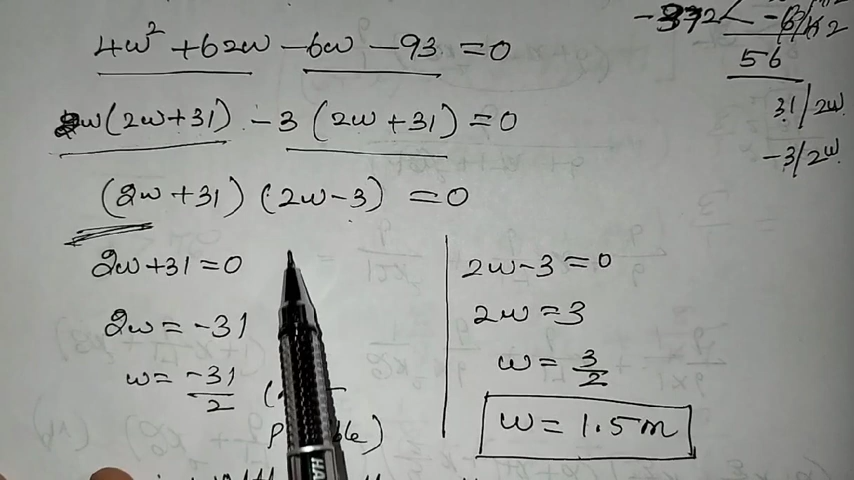 4w² + 62w - 6w - 93 = 0
2w (2w + 31) - 3 (2w + 31) = 0
(2w + 31) (2w - 3) = 0
2w + 31 = 0
2w = -31
w = -31/2
2w - 3 = 0
2w = 3
w = 3/2
w = 1.5m
56
31/2w
-3/2w
HA